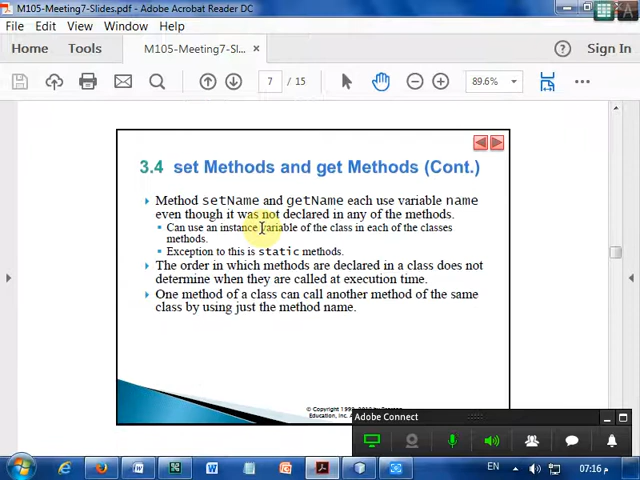 M105-Meeting7-Slides.pdf - Adobe Acrobat Reader DC
File Edit View Window Help
Home Tools M105-Meeting7-Sli... × Sign In
7 / 15 89.6%
3.4 set Methods and get Methods (Cont.)
Method setName and getName each use variable name
even though it was not declared in any of the methods.
Can use an instance variable of the class in each of the classes
methods.
Exception to this is static methods.
The order in which methods are declared in a class does not
determine when they are called at execution time.
One method of a class can call another method of the same
class by using just the method name.
© Copyright
Education, Inc.
Adobe Connect
EN 07:16 م